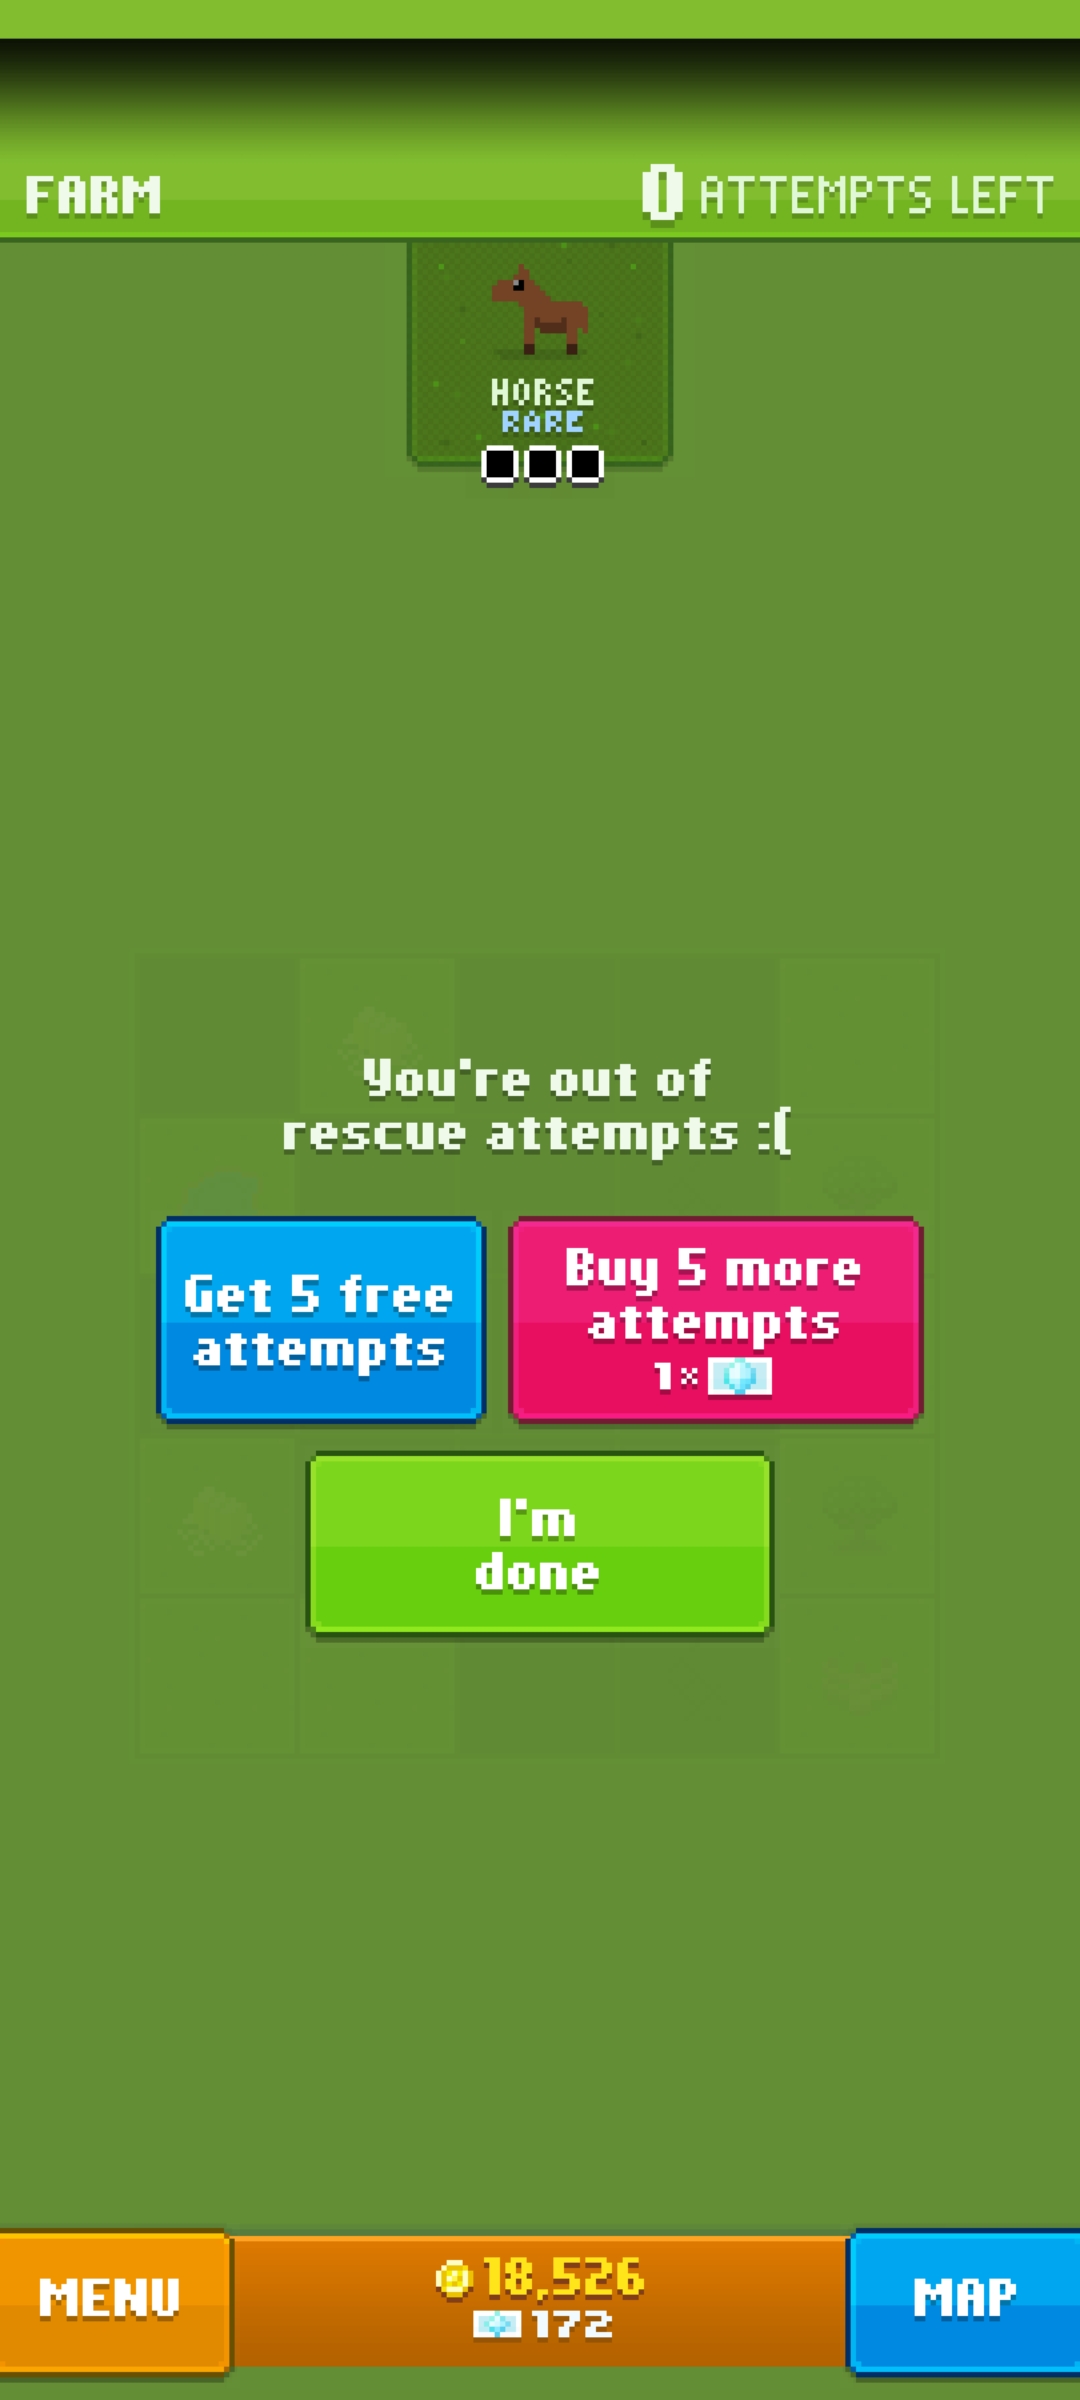 FARM
0 ATTEMPTS LEFT
HORSE
RARE
You're out of
rescue attempts :(
Get 5 free
attempts
Buy 5 more
attempts
1×
I'm
done
MENU
18,526
172
MAP